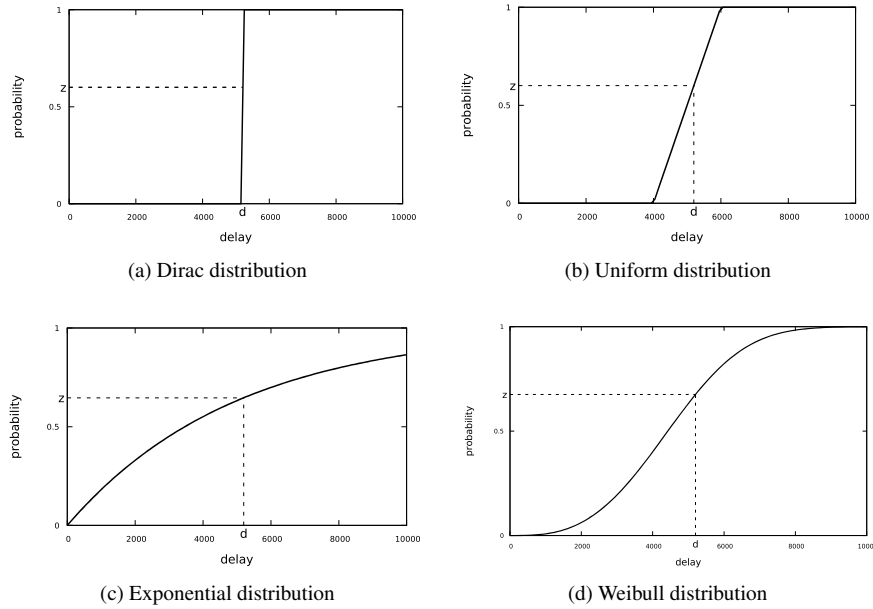 1
z
0.5
0
probability
0 2000 4000 6000 8000 10000
d
delay
(a) Dirac distribution
1
z
0.5
0
probability
0 2000 4000 6000 8000 10000
d
delay
(b) Uniform distribution
1
z
0.5
0
probability
0 2000 4000 6000 8000 10000
d
delay
(c) Exponential distribution
1
z
0.5
0
probability
0 2000 4000 6000 8000 1000
d
delay
(d) Weibull distribution